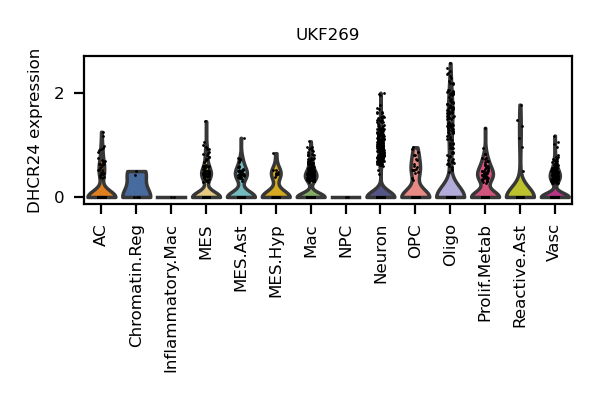 UKF269
DHCR24 expression
2
0
AC
Chromatin.Reg
Inflammatory.Mac
MES
MES.Ast
MES.Hyp
Mac
NPC
Neuron
OPC
Oligo
Prolif.Metab
Reactive.Ast
Vasc